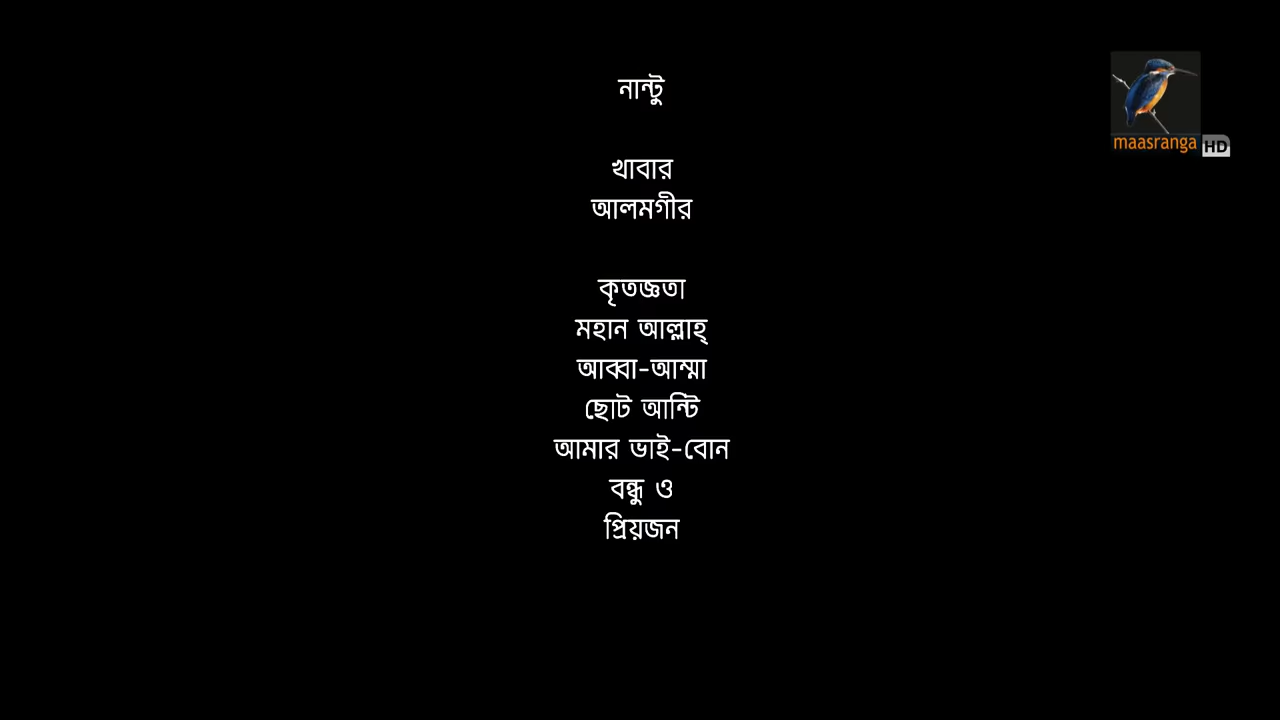 নান্টু
খাবার
আলমগীর
কৃতজ্ঞতা
মহান আল্লাহ্
আব্বা-আম্মা
ছোট আন্টি
আমার ভাই-বোন
বন্ধু ও
প্রিয়জন
maasranga HD